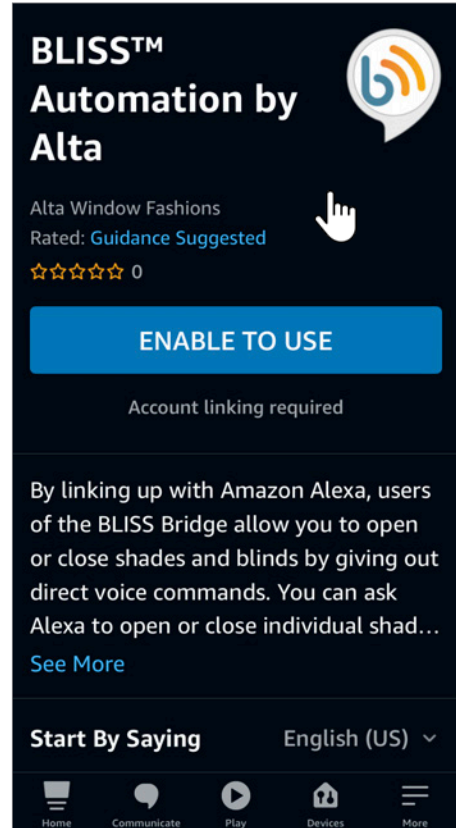 BLISS™
Automation by
Alta
Alta Window Fashions
Rated: Guidance Suggested
0
ENABLE TO USE
Account linking required
By linking up with Amazon Alexa, users
of the BLISS Bridge allow you to open
or close shades and blinds by giving out
direct voice commands. You can ask
Alexa to open or close individual shad…
See More
Start By Saying English (US)
Home Communicate Play Devices More